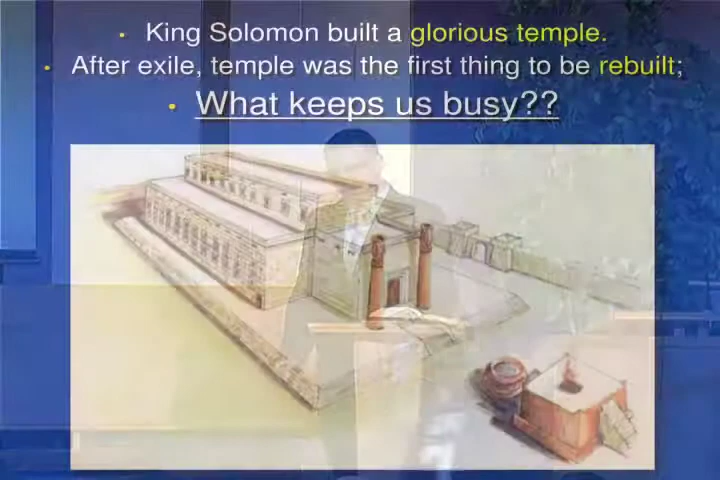 • King Solomon built a glorious temple.
• After exile, temple was the first thing to be rebuilt;
• What keeps us busy??